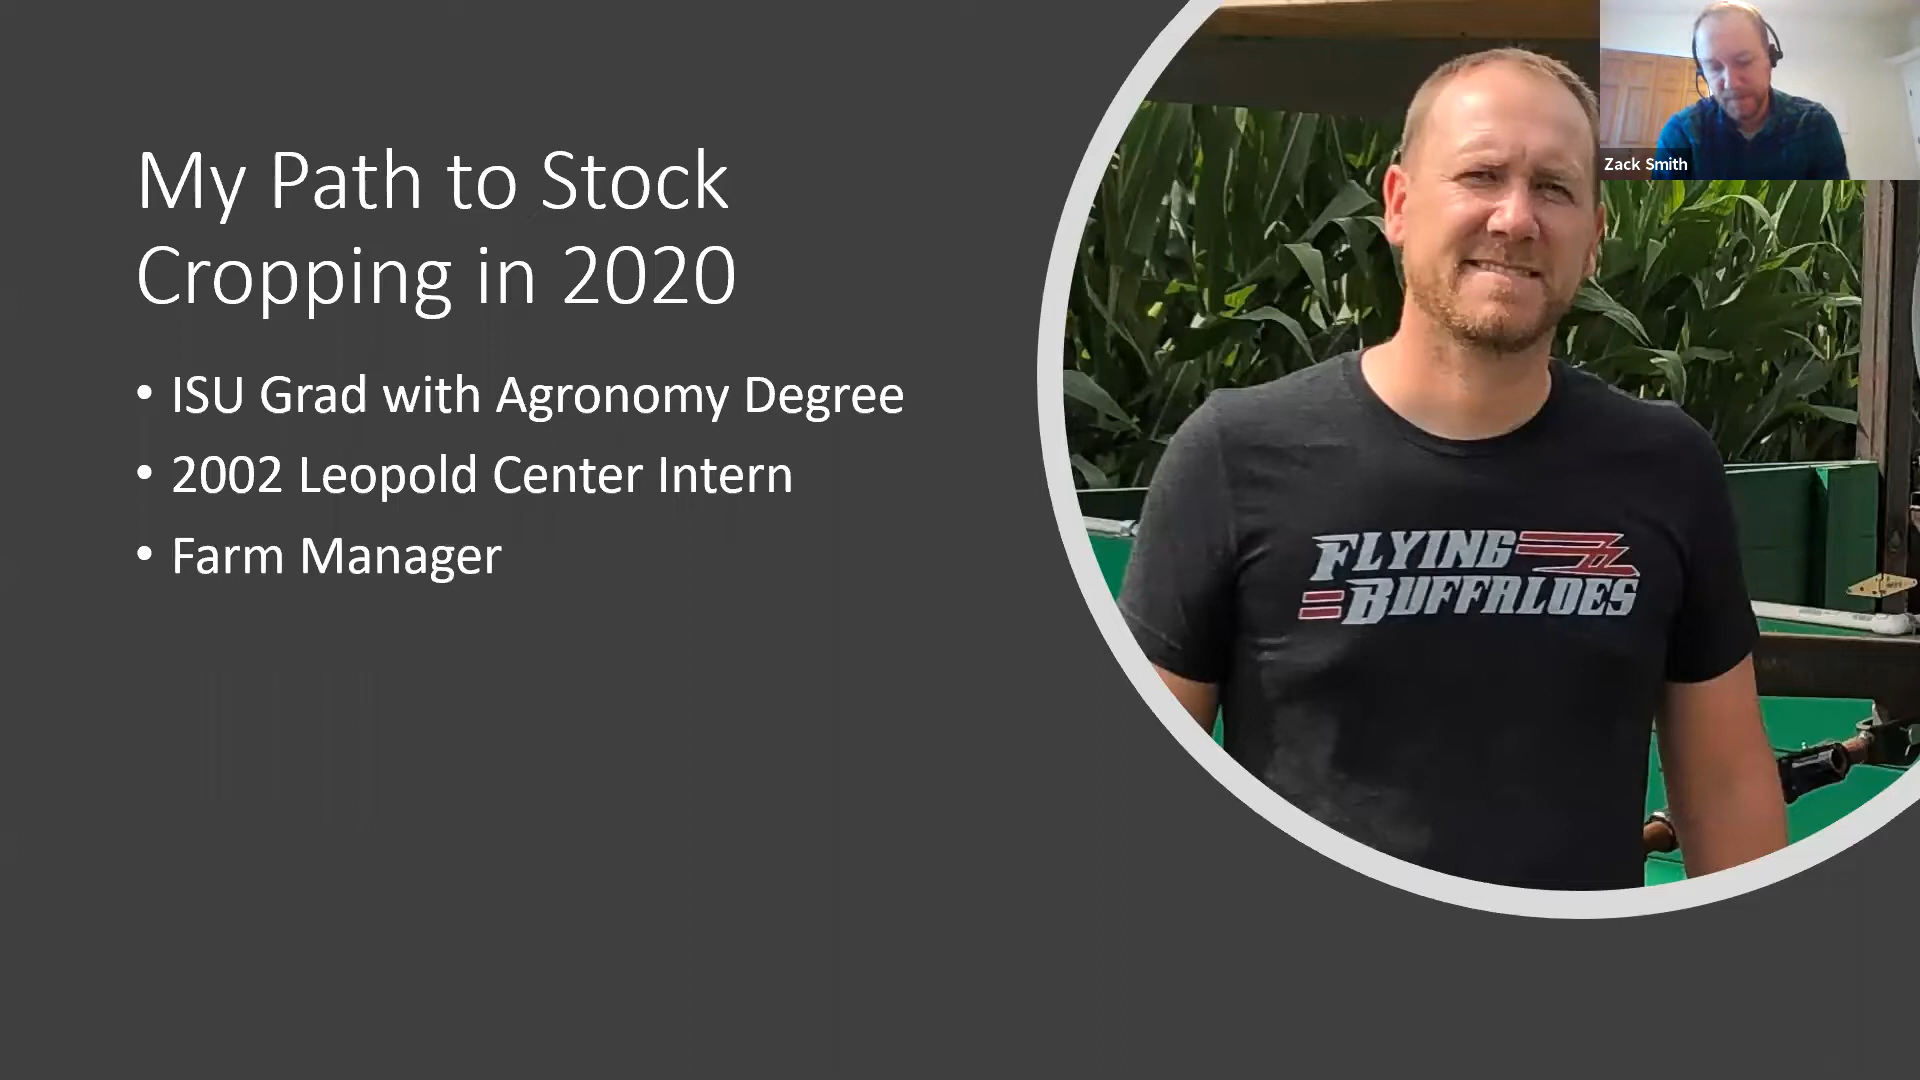 My Path to Stock
Cropping in 2020
• ISU Grad with Agronomy Degree
• 2002 Leopold Center Intern
• Farm Manager
Zack Smith
FLYING
BUFFALOES